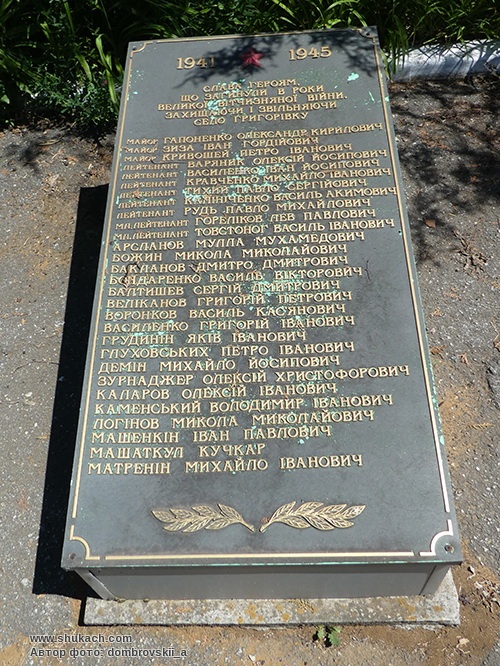 1941 1945
СЛАВА ГЕРОЯМ,
ЩО ЗАГИНУЛИ В РОКИ
ВЕЛИКОЇ ВІТЧИЗНЯНОЇ ВІЙНИ,
ЗАХИЩАЮЧИ І ЗВІЛЬНЯЮЧИ
СЕЛО ГРИГОРІВКУ
МАЙОР ГАПОНЕНКО ОЛЕКСАНДР КИРИЛОВИЧ
МАЙОР ЗИЗА ІВАН ГОРДІЙОВИЧ
МАЙОР КРИВОШЕЙ ПЕТРО ІВАНОВИЧ
ЛЕЙТЕНАНТ ВАРЯНИК ОЛЕКСІЙ ЙОСИПОВИЧ
ЛЕЙТЕНАНТ ВАСИЛЕНКО ІВАН ЙОСИПОВИЧ
ЛЕЙТЕНАНТ КРАВЧЕНКО МИХАЙЛО ІВАНОВИЧ
ЛЕЙТЕНАНТ ТИХИЙ ПАВЛО СЕРГІЙОВИЧ
ЛЕЙТЕНАНТ КАЛІНІЧЕНКО ВАСИЛЬ АКИМОВИЧ
ЛЕЙТЕНАНТ РУДЬ ПАВЛО МИХАЙЛОВИЧ
МЛ.ЛЕЙТЕНАНТ ГОРЕЛІКОВ ЛЕВ ПАВЛОВИЧ
МЛ.ЛЕЙТЕНАНТ ТОВСТОНОГ ВАСИЛЬ ІВАНОВИЧ
АРСЛАНОВ МУЛЛА МУХАМЕДОВИЧ
БОЖИН МИКОЛА МИКОЛАЙОВИЧ
БАКЛАНОВ ДМИТРО ДМИТРОВИЧ
БОНДАРЕНКО ВАСИЛЬ ВІКТОРОВИЧ
БАЛТИШЕВ СЕРГІЙ ДМИТРОВИЧ
ВЕЛІКАНОВ ГРИГОРІЙ ПЕТРОВИЧ
ВОРОНКОВ ВАСИЛЬ КАСЯНОВИЧ
ВАСИЛЕНКО ГРИГОРІЙ ІВАНОВИЧ
ГРУДИНІН ЯКІВ ІВАНОВИЧ
ГЛУХОВСЬКИХ ПЕТРО ІВАНОВИЧ
ДЕМІН МИХАЙЛО ЙОСИПОВИЧ
ЗУРНАДЖЕР ОЛЕКСІЙ ХРИСТОФОРОВИЧ
КАЛАРОВ ОЛЕКСІЙ ІВАНОВИЧ
КАМЕНСЬКИЙ ВОЛОДИМИР ІВАНОВИЧ
ЛОГІНОВ МИКОЛА МИКОЛАЙОВИЧ
МАШЕНКІН ІВАН ПАВЛОВИЧ
МАШАТКУЛ КУЧКАР
МАТРЕНІН МИХАЙЛО ІВАНОВИЧ
www.shukach.com
Автор фото: dombrovskii_a